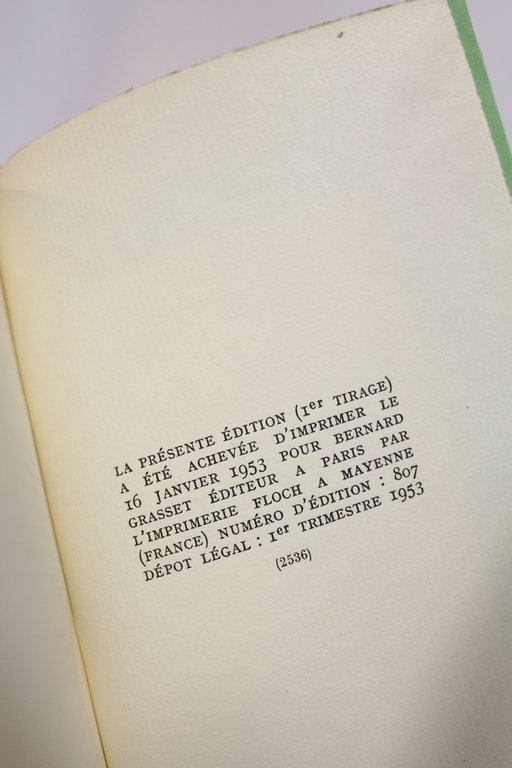 LA PRÉSENTE ÉDITION (1er TIRAGE)
A ÉTÉ ACHEVÉE D'IMPRIMER LE
16 JANVIER 1953 POUR BERNARD
GRASSET ÉDITEUR A PARIS PAR
L'IMPRIMERIE FLOCH A MAYENNE
(FRANCE) NUMÉRO D'ÉDITION : 807
DÉPOT LÉGAL : 1er TRIMESTRE 1953
(2536)